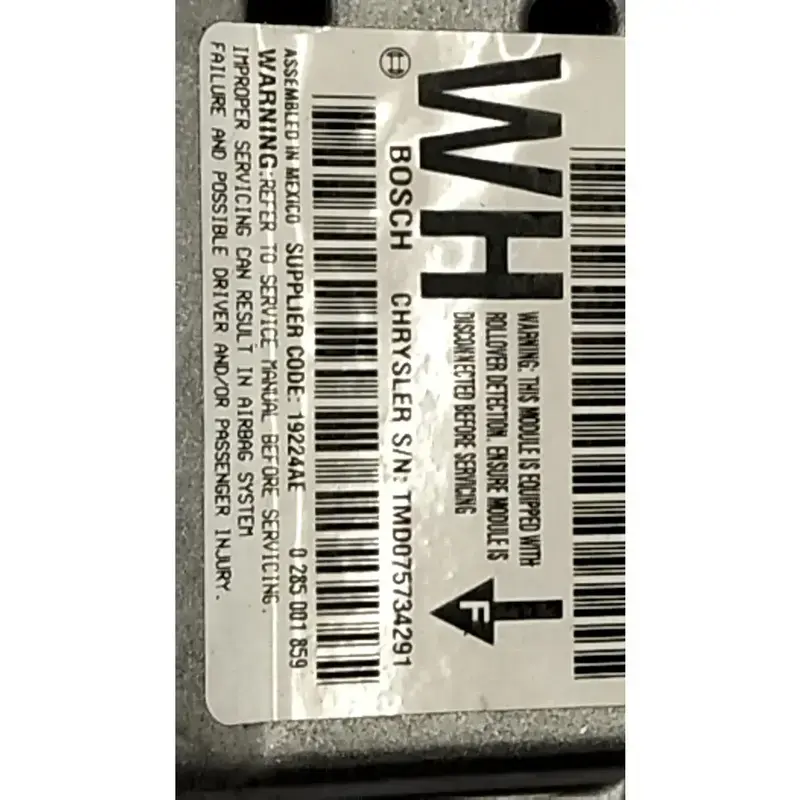 WH
WARNING: THIS MODULE IS EQUIPPED WITH
ROLLOVER DETECTION. ENSURE MODULE IS
DISCONNECTED BEFORE SERVICING
F
BOSCH CHRYSLER S/N: TMD075734291
ASSEMBLED IN MEXICO SUPPLIER CODE: 19224AE 0 285 001 859
WARNING:REFER TO SERVICE MANUAL BEFORE SERVICING.
IMPROPER SERVICING CAN RESULT IN AIRBAG SYSTEM
FAILURE AND POSSIBLE DRIVER AND/OR PASSENGER INJURY.